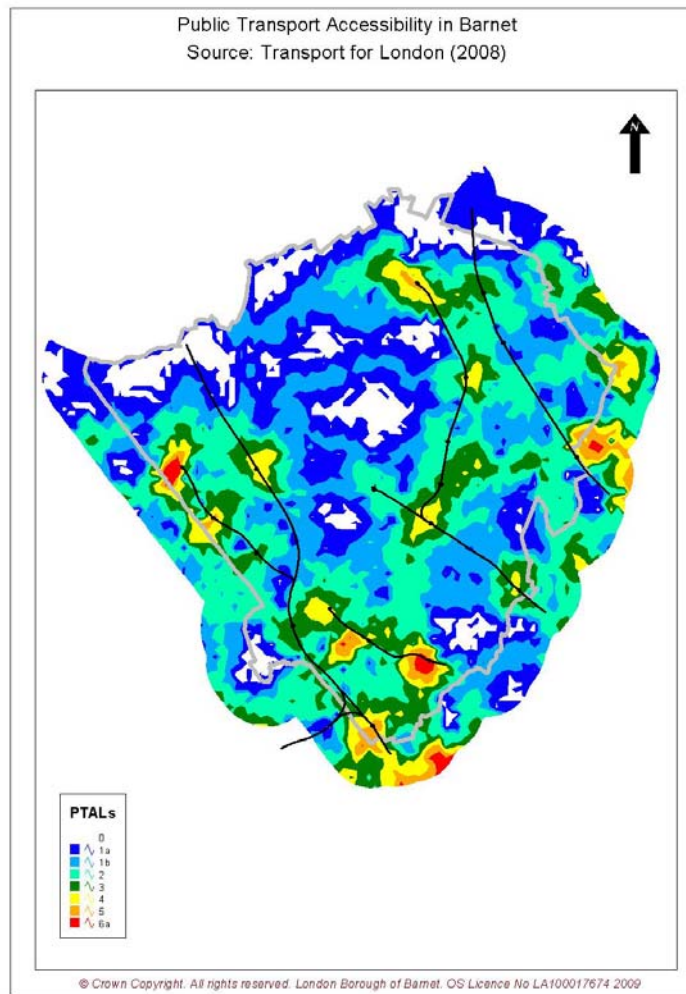 Public Transport Accessibility in Barnet
Source: Transport for London (2008)
N
PTALs
0
1a
1b
2
3
4
5
6a
© Crown Copyright. All rights reserved. London Borough of Barnet. OS Licence No LA100017674 2009